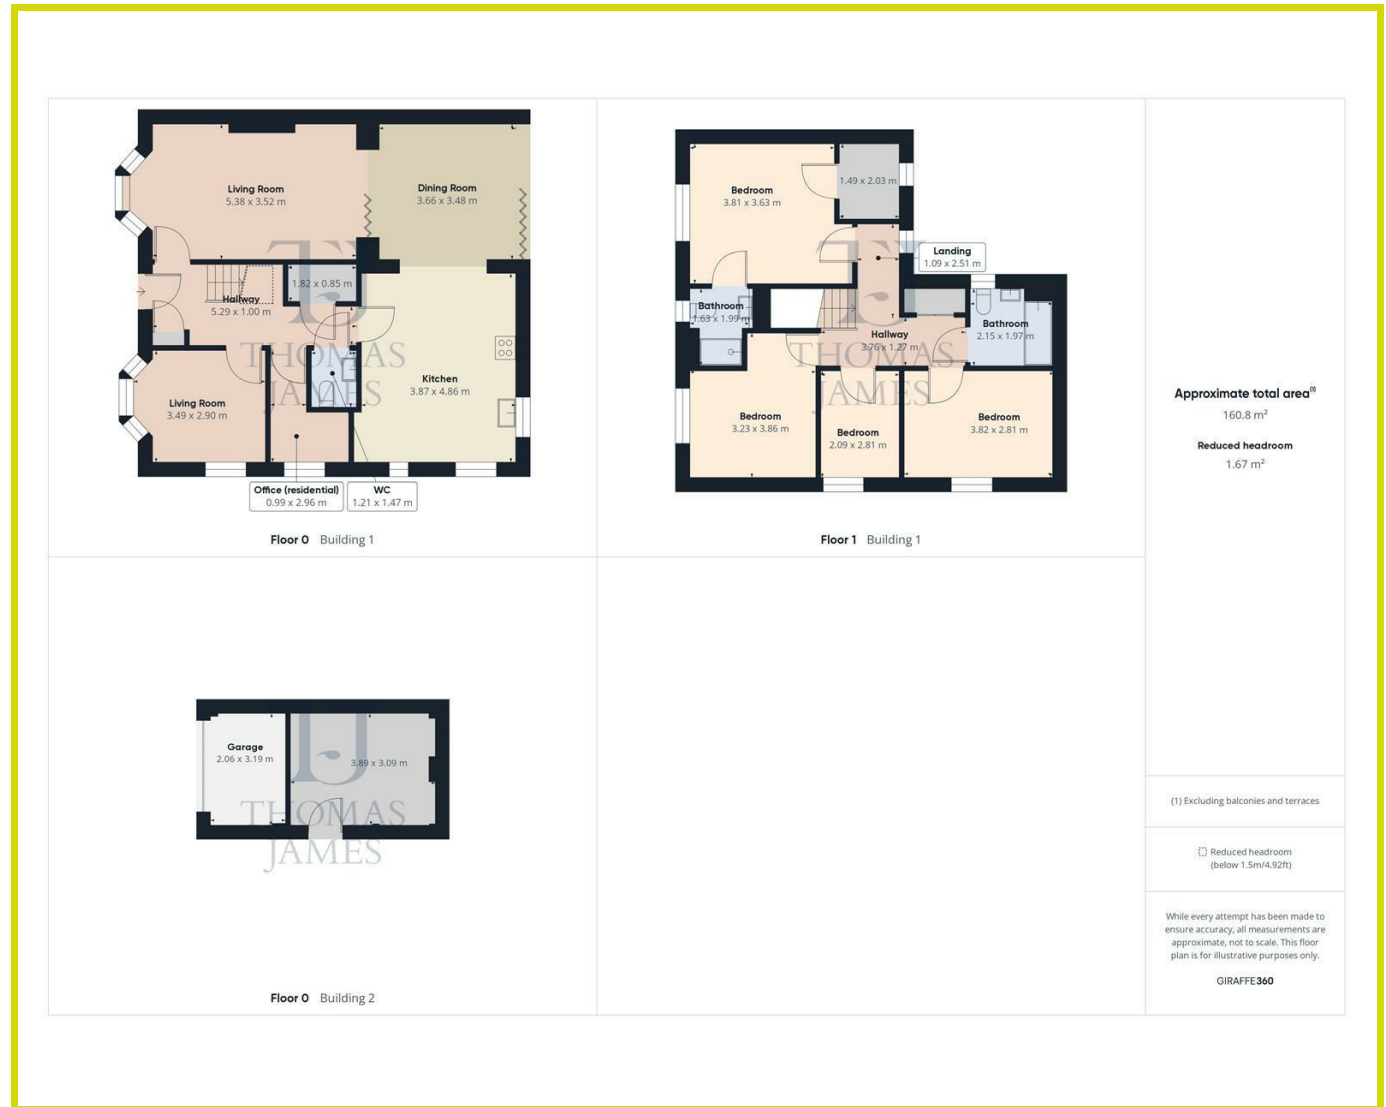 Living Room
5.38 x 3.52 m
Dining Room
3.66 x 3.48 m
1.82 x 0.85 m
Hallway
5.29 x 1.00 m
Kitchen
3.87 x 4.86 m
Living Room
3.49 x 2.90 m
Office (residential)
0.99 x 2.96 m
WC
1.21 x 1.47 m
THOMAS
JAMES
Floor 0 Building 1
Bedroom
3.81 x 3.63 m
1.49 x 2.03 m
Landing
1.09 x 2.51 m
Bathroom
1.63 x 1.99 m
Bathroom
2.15 x 1.97 m
Hallway
3.76 x 1.27 m
Bedroom
3.23 x 3.86 m
Bedroom
2.09 x 2.81 m
Bedroom
3.82 x 2.81 m
THOMAS
JAMES
Floor 1 Building 1
Garage
2.06 x 3.19 m
3.89 x 3.09 m
THOMAS
JAMES
Floor 0 Building 2
Approximate total area(1)
160.8 m²
Reduced headroom
1.67 m²
(1) Excluding balconies and terraces
Reduced headroom
(below 1.5m/4.92ft)
While every attempt has been made to
ensure accuracy, all measurements are
approximate, not to scale. This floor
plan is for illustrative purposes only.
GIRAFFE360